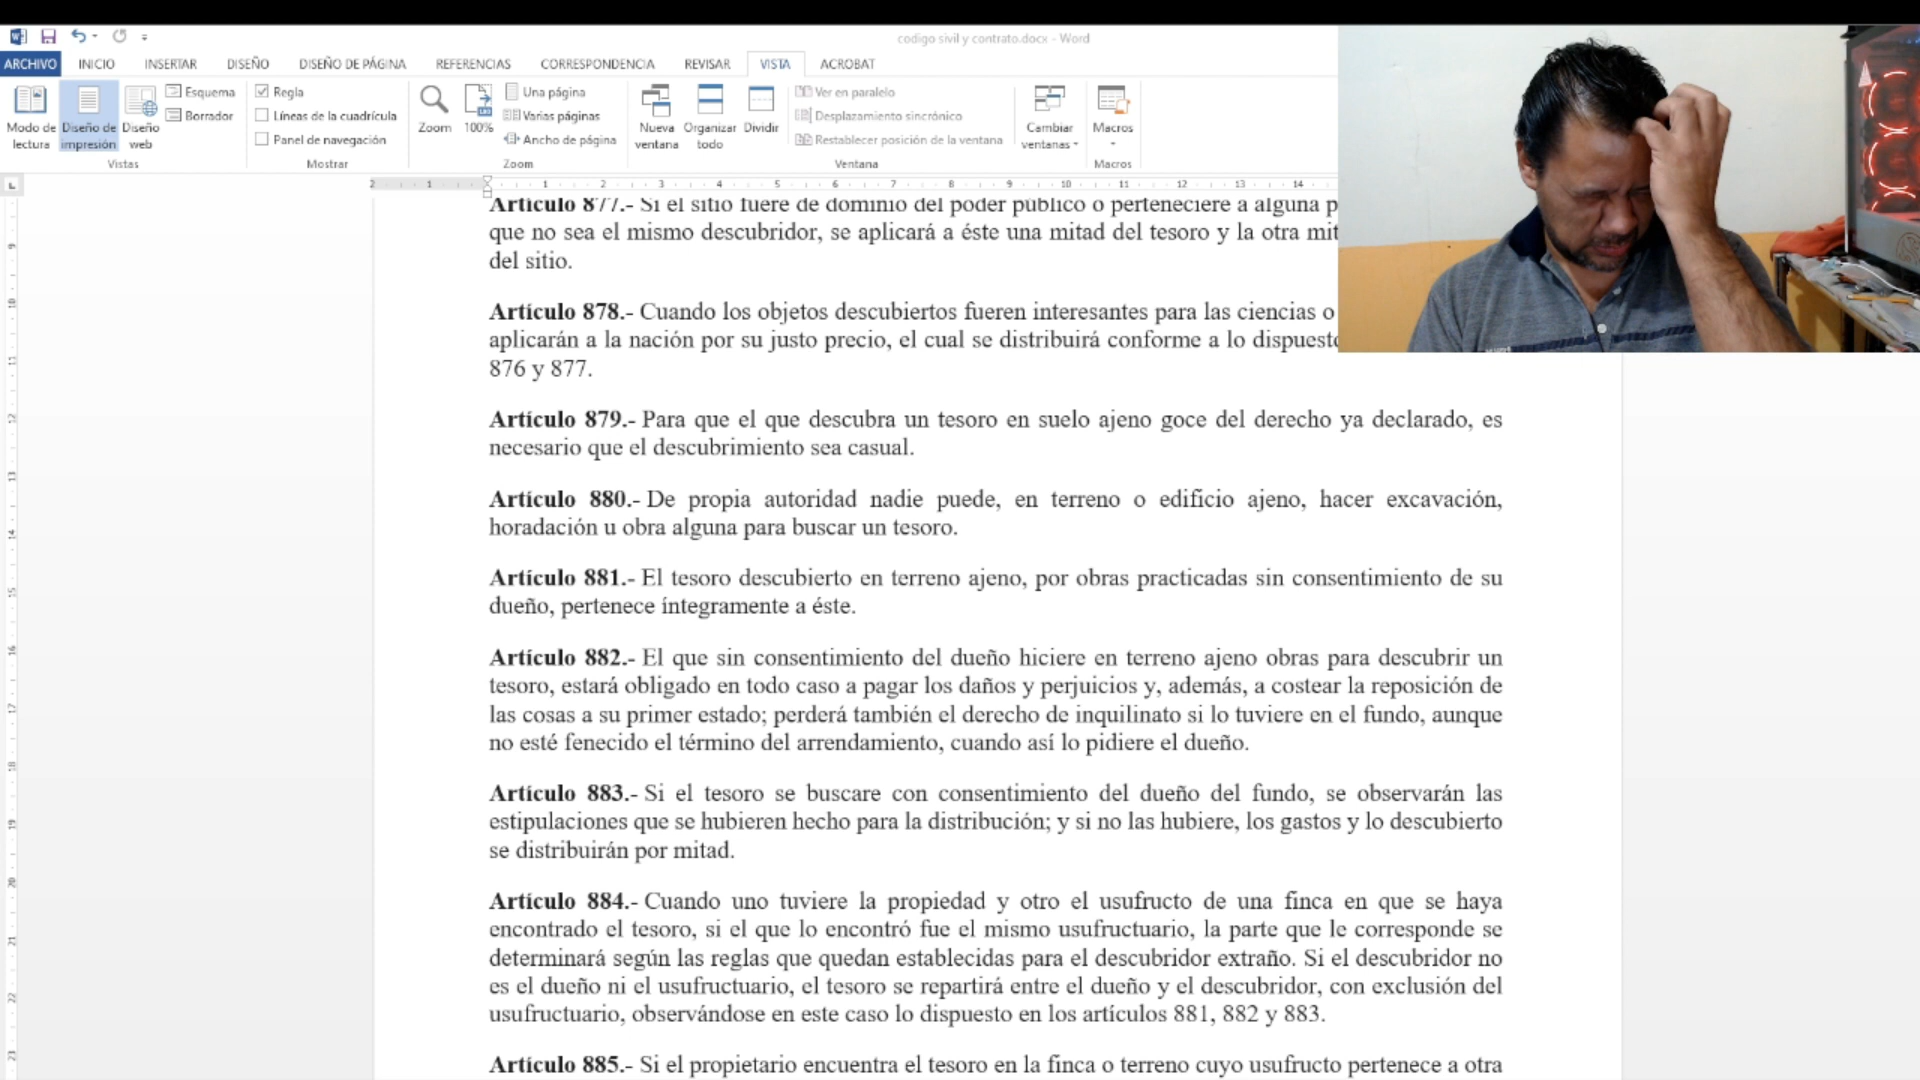 codigo sivil y contrato.docx - Word
ARCHIVO INICIO INSERTAR DISEÑO DISEÑO DE PÁGINA REFERENCIAS CORRESPONDENCIA REVISAR VISTA ACROBAT
Modo de lectura
Diseño de impresión
Diseño web
Esquema
Borrador
Vistas
Regla
Líneas de la cuadrícula
Panel de navegación
Mostrar
Zoom
100%
Una página
Varias páginas
Ancho de página
Zoom
Nueva ventana
Organizar todo
Dividir
Ver en paralelo
Desplazamiento sincrónico
Restablecer posición de la ventana
Ventana
Cambiar ventanas
Macros
Macros
2 1 1 2 3 4 5 6 7 8 9 10 11 12 13 14
Artículo 877.- Si el sitio fuere de dominio del poder público o perteneciere a alguna p
que no sea el mismo descubridor, se aplicará a éste una mitad del tesoro y la otra mit
del sitio.
Artículo 878.- Cuando los objetos descubiertos fueren interesantes para las ciencias o
aplicarán a la nación por su justo precio, el cual se distribuirá conforme a lo dispuesto
876 y 877.
Artículo 879.- Para que el que descubra un tesoro en suelo ajeno goce del derecho ya declarado, es
necesario que el descubrimiento sea casual.
Artículo 880.- De propia autoridad nadie puede, en terreno o edificio ajeno, hacer excavación,
horadación u obra alguna para buscar un tesoro.
Artículo 881.- El tesoro descubierto en terreno ajeno, por obras practicadas sin consentimiento de su
dueño, pertenece íntegramente a éste.
Artículo 882.- El que sin consentimiento del dueño hiciere en terreno ajeno obras para descubrir un
tesoro, estará obligado en todo caso a pagar los daños y perjuicios y, además, a costear la reposición de
las cosas a su primer estado; perderá también el derecho de inquilinato si lo tuviere en el fundo, aunque
no esté fenecido el término del arrendamiento, cuando así lo pidiere el dueño.
Artículo 883.- Si el tesoro se buscare con consentimiento del dueño del fundo, se observarán las
estipulaciones que se hubieren hecho para la distribución; y si no las hubiere, los gastos y lo descubierto
se distribuirán por mitad.
Artículo 884.- Cuando uno tuviere la propiedad y otro el usufructo de una finca en que se haya
encontrado el tesoro, si el que lo encontró fue el mismo usufructuario, la parte que le corresponde se
determinará según las reglas que quedan establecidas para el descubridor extraño. Si el descubridor no
es el dueño ni el usufructuario, el tesoro se repartirá entre el dueño y el descubridor, con exclusión del
usufructuario, observándose en este caso lo dispuesto en los artículos 881, 882 y 883.
Artículo 885.- Si el propietario encuentra el tesoro en la finca o terreno cuyo usufructo pertenece a otra